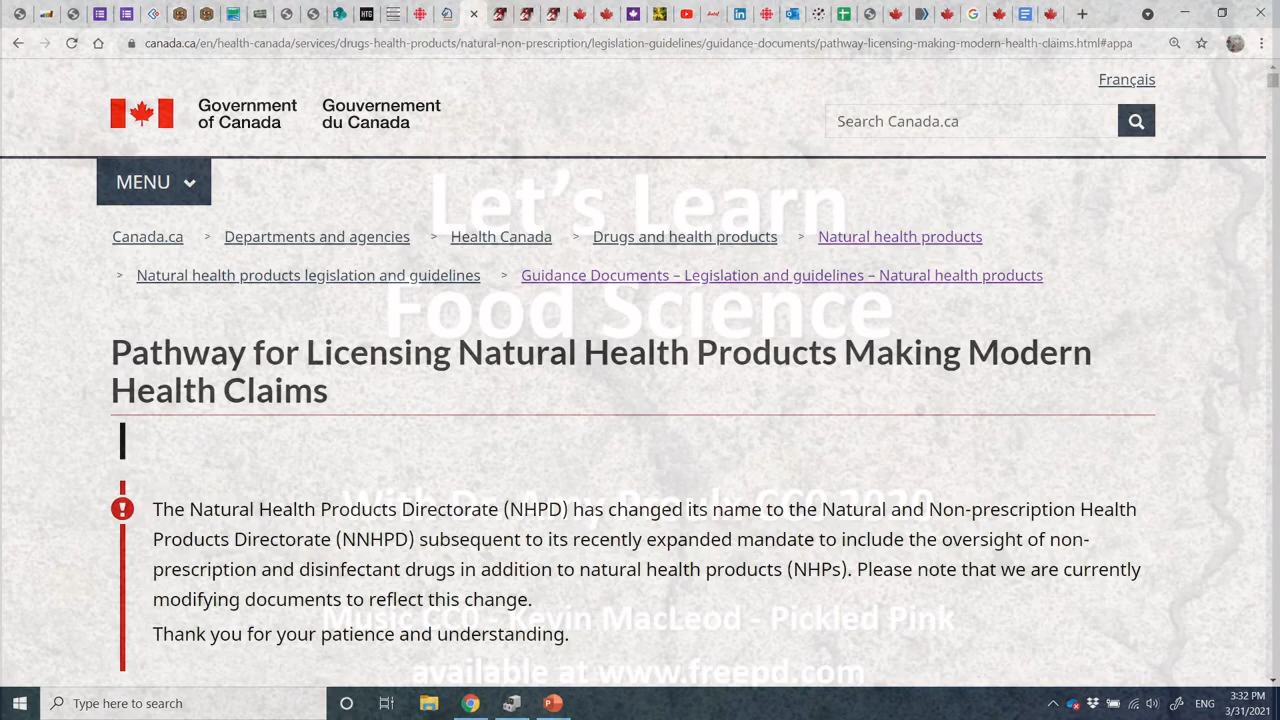 canada.ca/en/health-canada/services/drugs-health-products/natural-non-prescription/legislation-guidelines/guidance-documents/pathway-licensing-making-modern-health-claims.html#appa
Français
Government of Canada
Gouvernement du Canada
Search Canada.ca
MENU
Let's Learn
Canada.ca > Departments and agencies > Health Canada > Drugs and health products > Natural health products
> Natural health products legislation and guidelines > Guidance Documents – Legislation and guidelines – Natural health products
Food Science
Pathway for Licensing Natural Health Products Making Modern
Health Claims
The Natural Health Products Directorate (NHPD) has changed its name to the Natural and Non-prescription Health
Products Directorate (NNHPD) subsequent to its recently expanded mandate to include the oversight of non-
prescription and disinfectant drugs in addition to natural health products (NHPs). Please note that we are currently
modifying documents to reflect this change.
Music CC0 - Kevin MacLeod - Pickled Pink
Thank you for your patience and understanding.
available at www.freepd.com
Type here to search
ENG
3:32 PM
3/31/2021